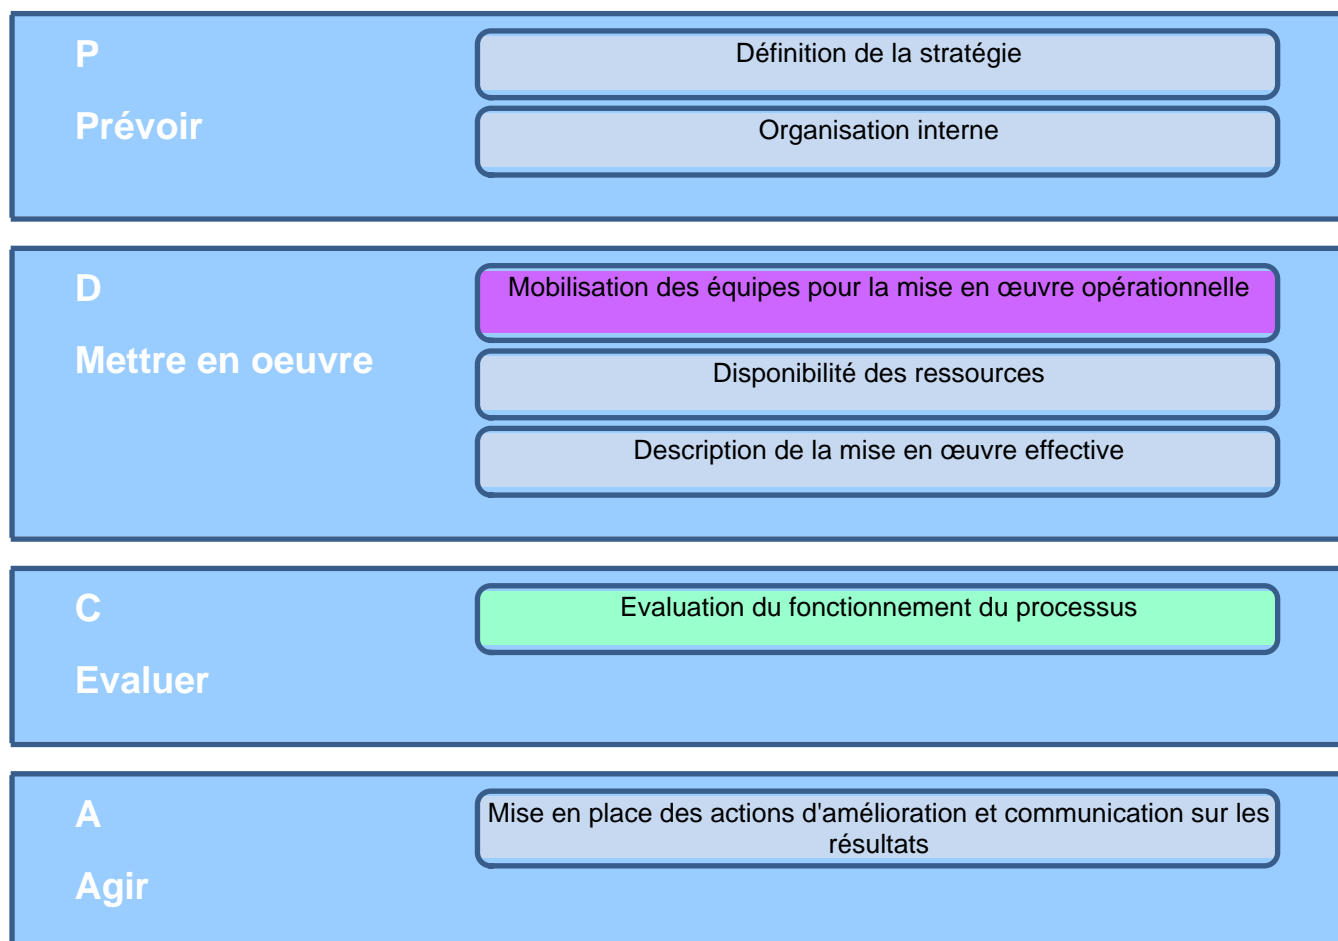 P
Prévoir
Définition de la stratégie
Organisation interne
D
Mettre en oeuvre
Mobilisation des équipes pour la mise en œuvre opérationnelle
Disponibilité des ressources
Description de la mise en œuvre effective
C
Evaluer
Evaluation du fonctionnement du processus
A
Agir
Mise en place des actions d'amélioration et communication sur les
résultats